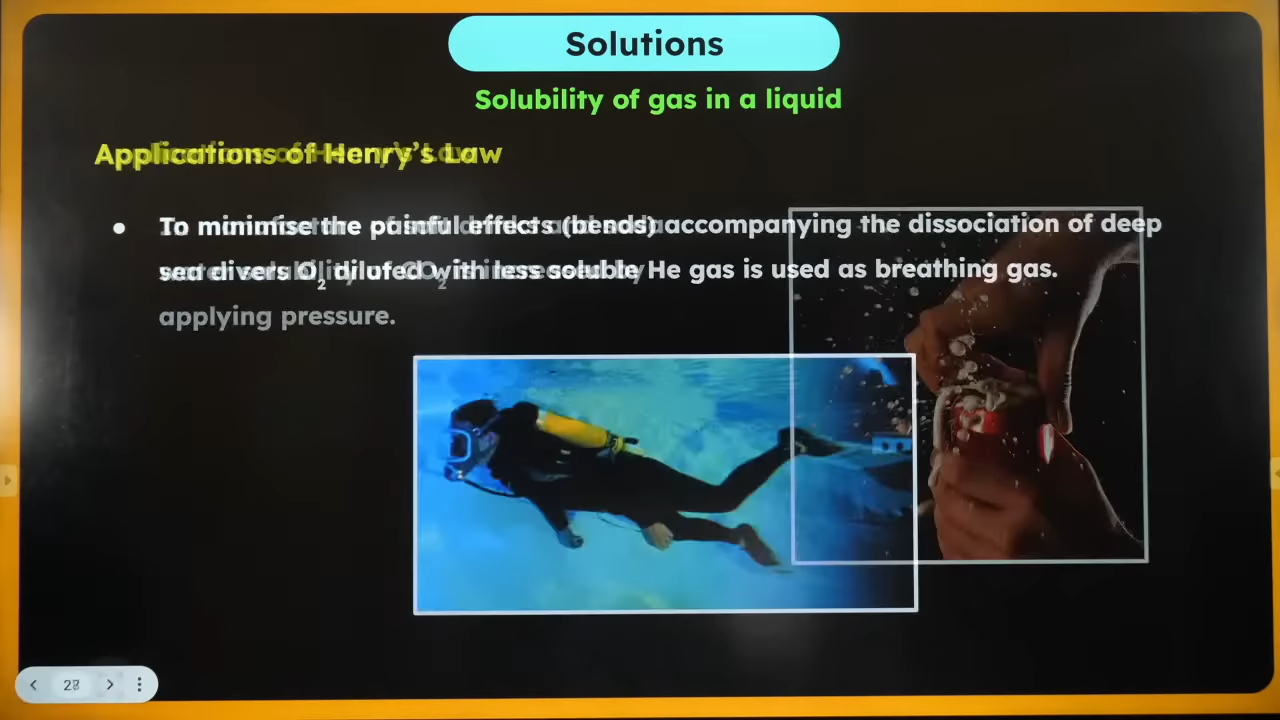 Solutions
Solubility of gas in a liquid
Applications of Henry's Law
● To minimise the painful effects (bends) accompanying the dissociation of deep
sea divers O₂ diluted with less soluble He gas is used as breathing gas.
applying pressure.